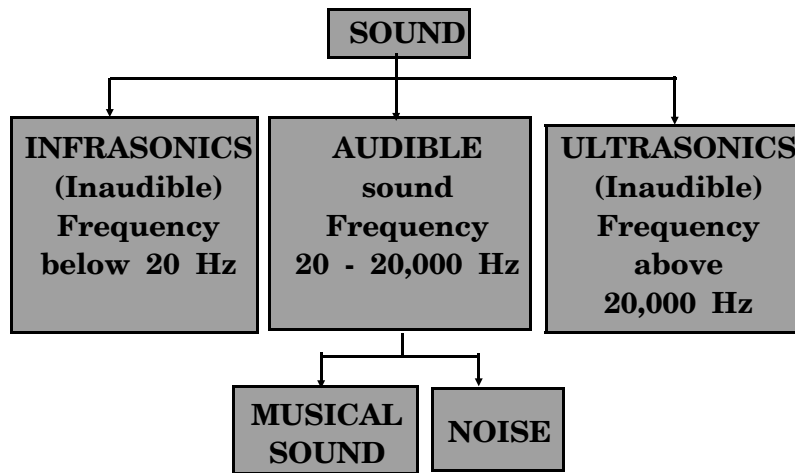 SOUND
INFRASONICS
(Inaudible)
Frequency
below 20 Hz
AUDIBLE
sound
Frequency
20 - 20,000 Hz
ULTRASONICS
(Inaudible)
Frequency
above
20,000 Hz
MUSICAL
SOUND
NOISE